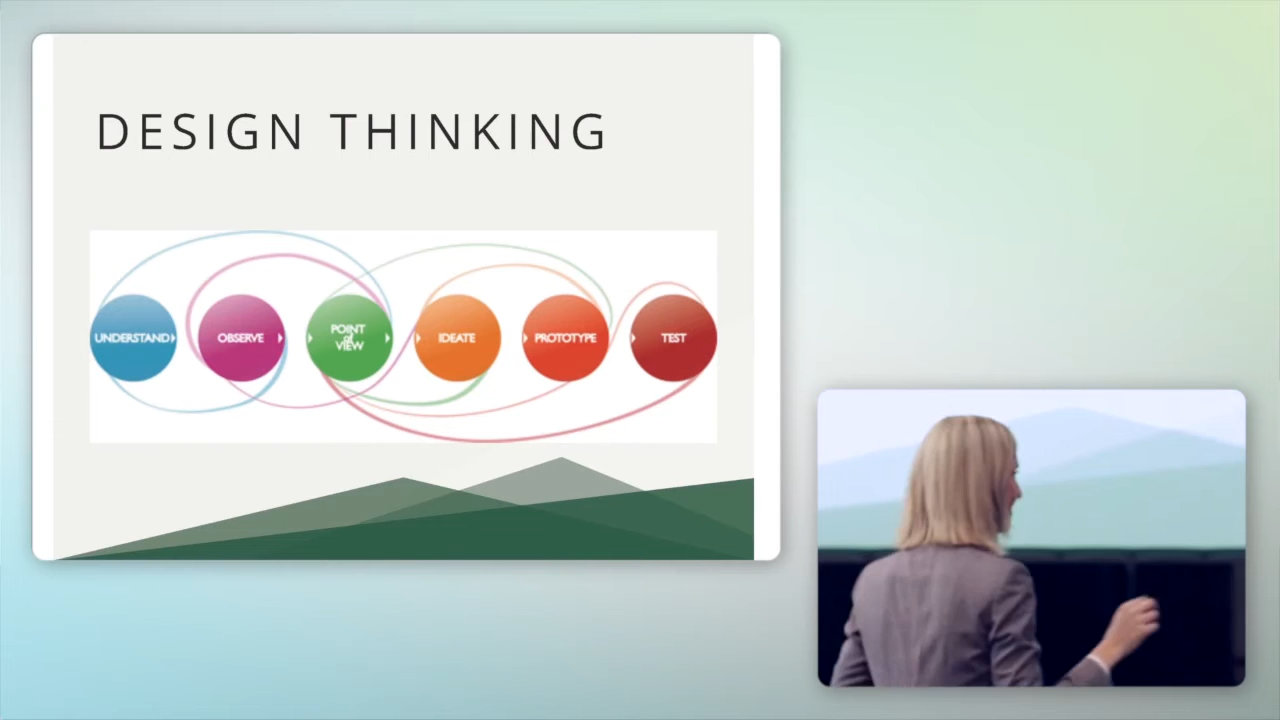 DESIGN THINKING
UNDERSTAND
OBSERVE
POINT
of
VIEW
IDEATE
PROTOTYPE
TEST